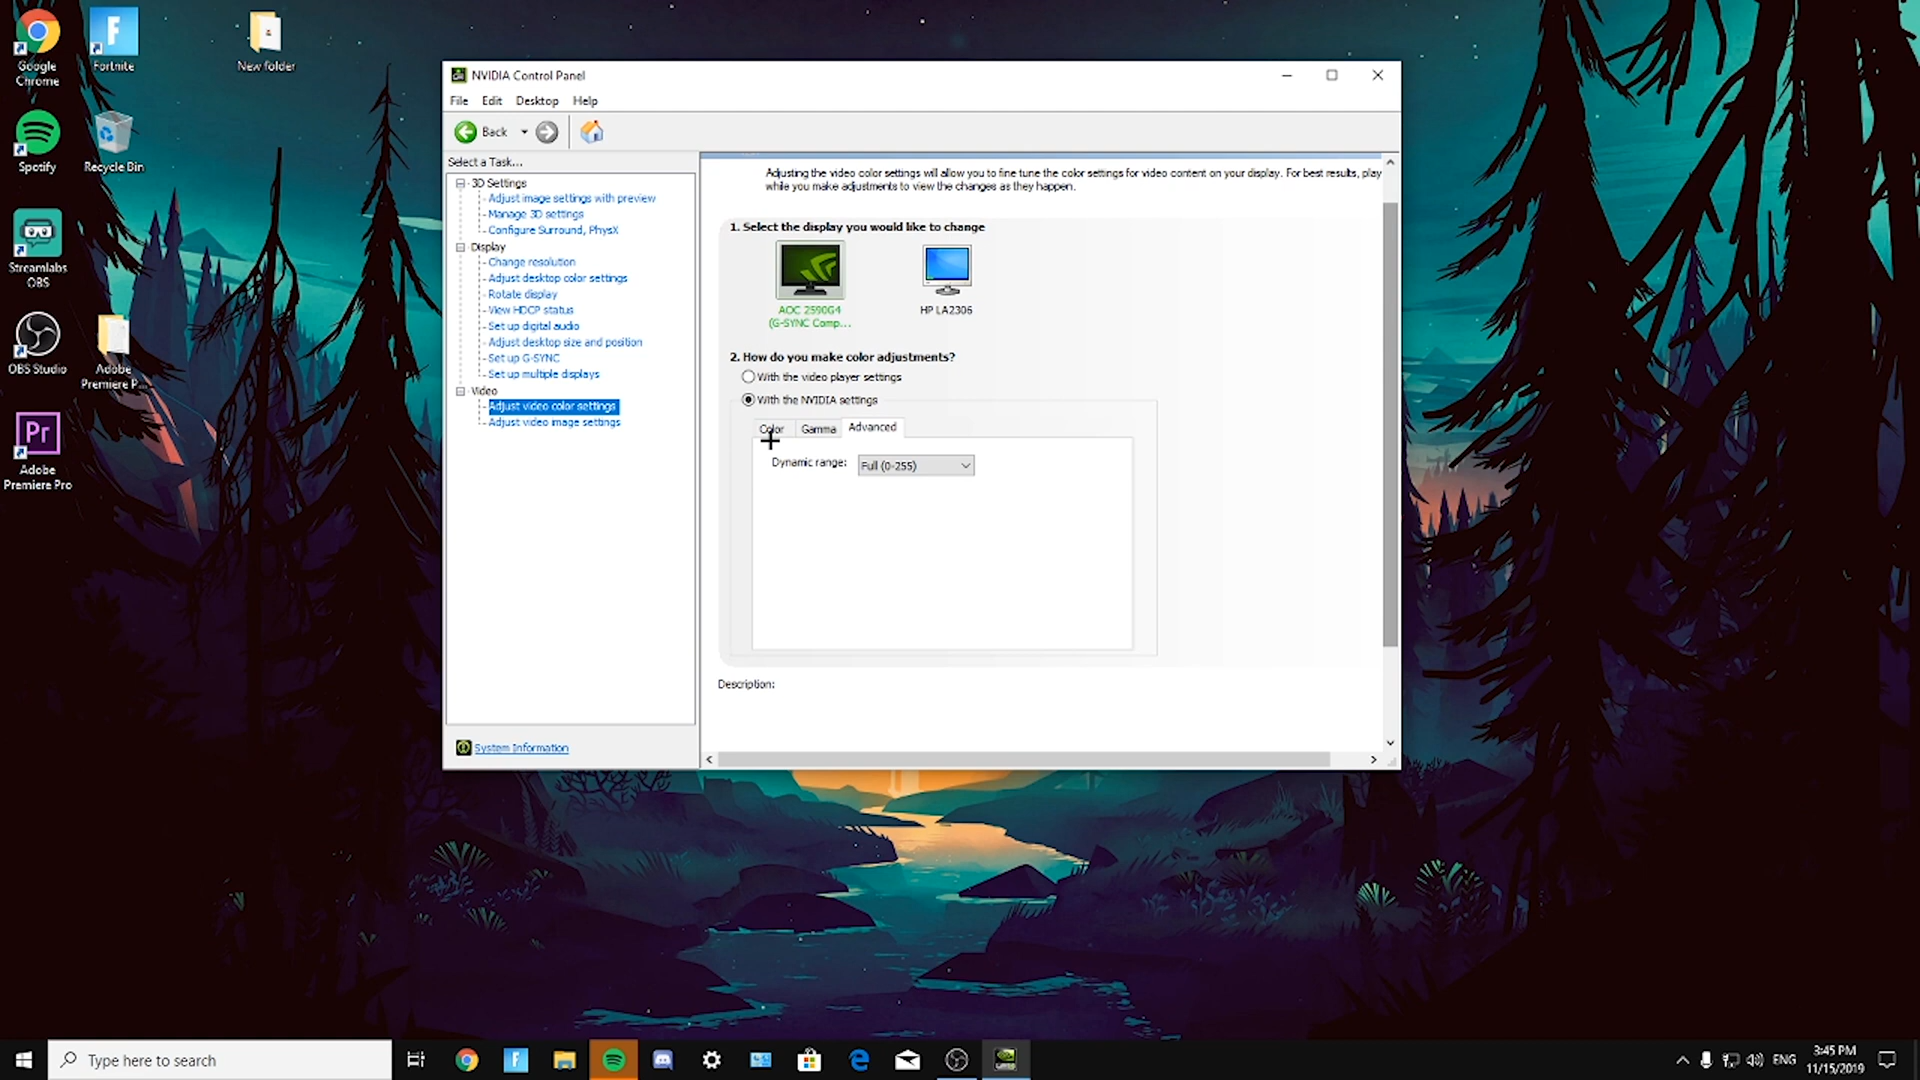 Google
Chrome
Fortnite
New folder
Spotify
Recycle Bin
Streamlabs
OBS
OBS Studio
Adobe
Premiere P...
Pr
Adobe
Premiere Pro
NVIDIA Control Panel
File Edit Desktop Help
Back
Select a Task...
3D Settings
Adjust image settings with preview
Manage 3D settings
Configure Surround, PhysX
Display
Change resolution
Adjust desktop color settings
Rotate display
View HDCP status
Set up digital audio
Adjust desktop size and position
Set up G-SYNC
Set up multiple displays
Video
Adjust video color settings
Adjust video image settings
System Information
Adjusting the video color settings will allow you to fine tune the color settings for video content on your display. For best results, play
while you make adjustments to view the changes as they happen.
1. Select the display you would like to change
AOC 2590G4
(G-SYNC Comp...
HP LA2306
2. How do you make color adjustments?
With the video player settings
With the NVIDIA settings
Color Gamma Advanced
Dynamic range: Full (0-255)
Description:
Type here to search
ENG
3:45 PM
11/15/2019